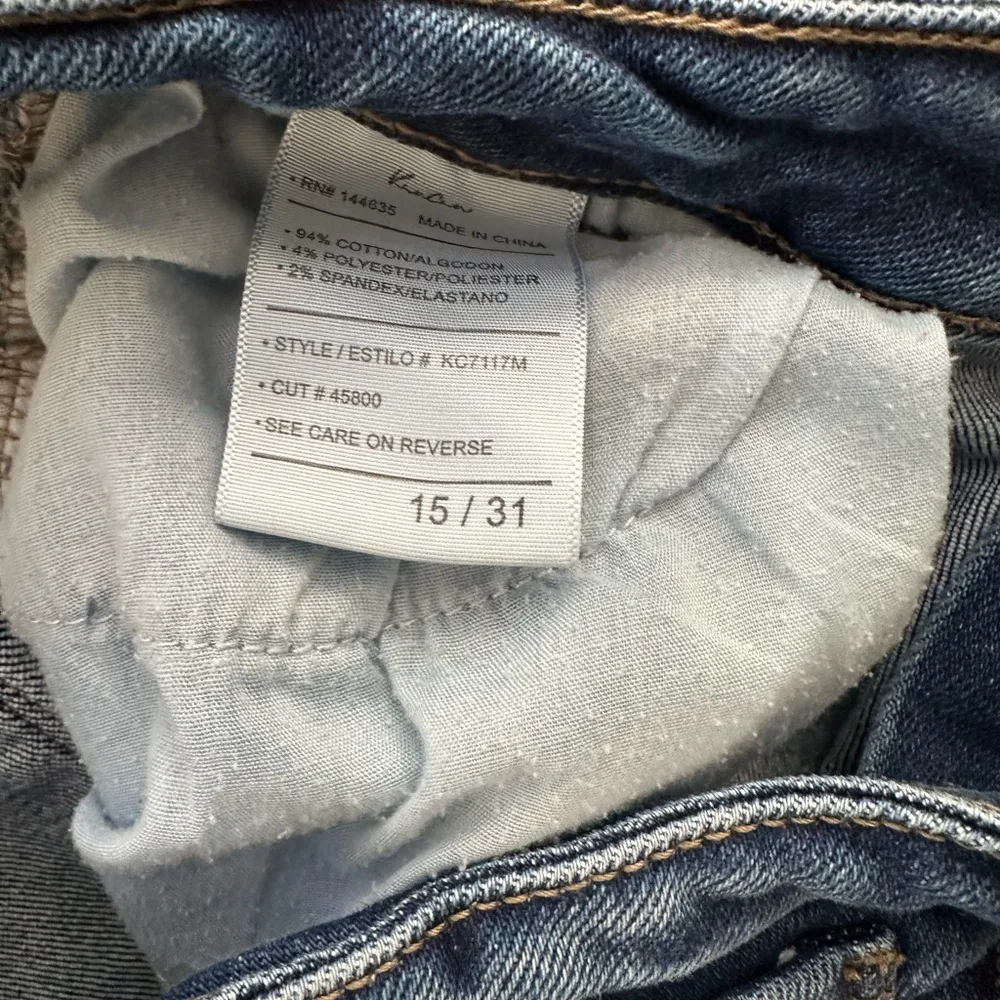 KanCan
• RN# 144635 MADE IN CHINA
• 94% COTTON/ALGODON
• 4% POLYESTER/POLIESTER
• 2% SPANDEX/ELASTANO
• STYLE / ESTILO # KC7117M
• CUT # 45800
• SEE CARE ON REVERSE
15 / 31